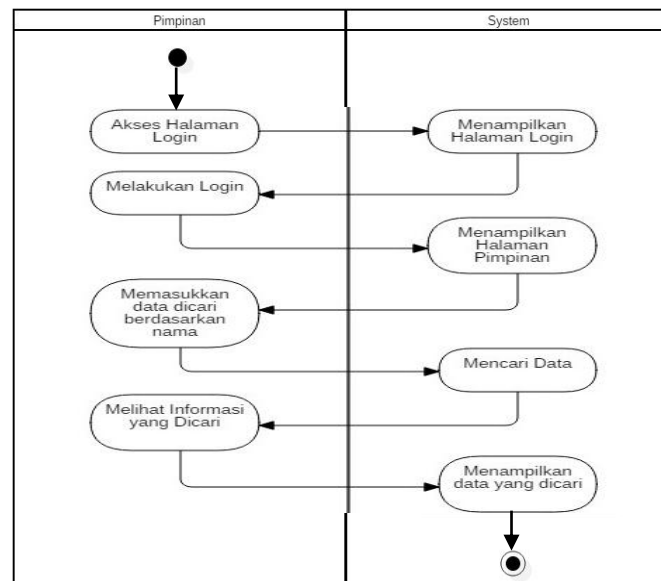 Pimpinan
System
Akses Halaman
Login
Menampilkan
Halaman Login
Melakukan Login
Menampilkan
Halaman
Pimpinan
Memasukkan
data dicari
berdasarkan
nama
Mencari Data
Melihat Informasi
yang Dicari
Menampilkan
data yang dicari